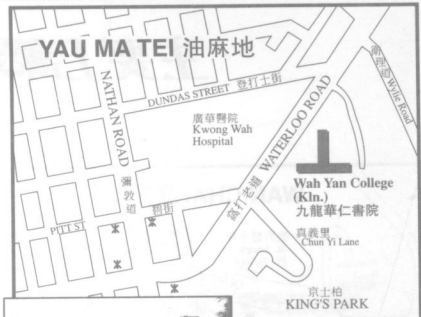 YAU MA TEI 油麻地
DUNDAS STREET 登打士街
NATHAN ROAD 彌敦道
廣華醫院
Kwong Wah
Hospital
窩打老道 WATERLOO ROAD
衛理道 Wylie Road
Wah Yan College
(Kln.)
九龍華仁書院
真義里
Chun Yi Lane
PITT ST
碧街
京士柏
KING'S PARK